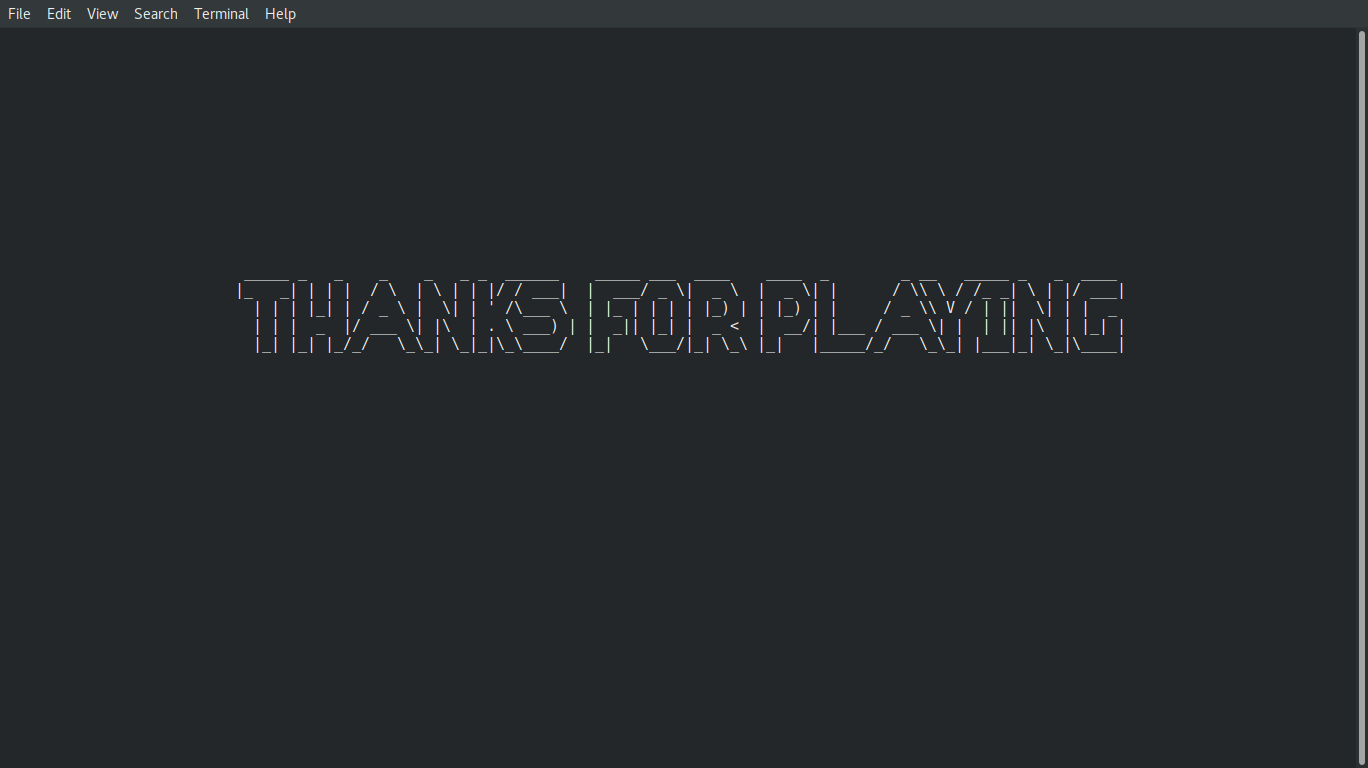 File Edit View Search Terminal Help
THANKS FOR PLAYING